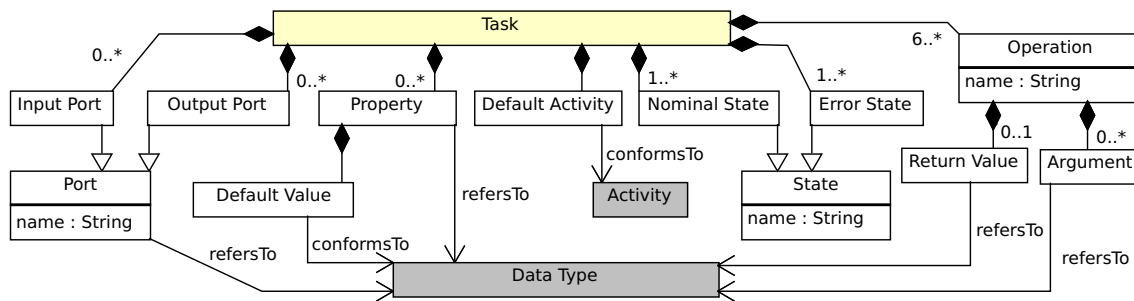 Task
0..*
0..*
0..*
1..*
1..*
6..*
Operation
name : String
Input Port
Output Port
Property
Default Activity
Nominal State
Error State
0..1
0..*
conformsTo
Return Value
Argument
Port
name : String
Default Value
refersTo
Activity
State
name : String
refersTo
conformsTo
refersTo
refersTo
Data Type